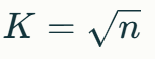 K = √n